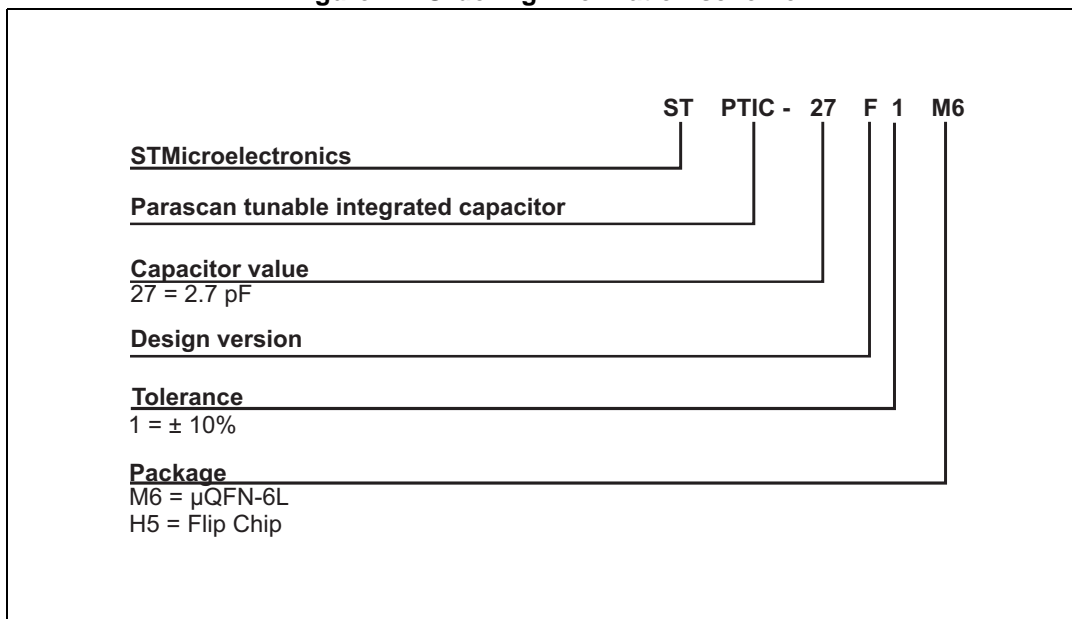 ST PTIC - 27 F 1 M6
STMicroelectronics
Parascan tunable integrated capacitor
Capacitor value
27 = 2.7 pF
Design version
Tolerance
1 = ± 10%
Package
M6 = µQFN-6L
H5 = Flip Chip